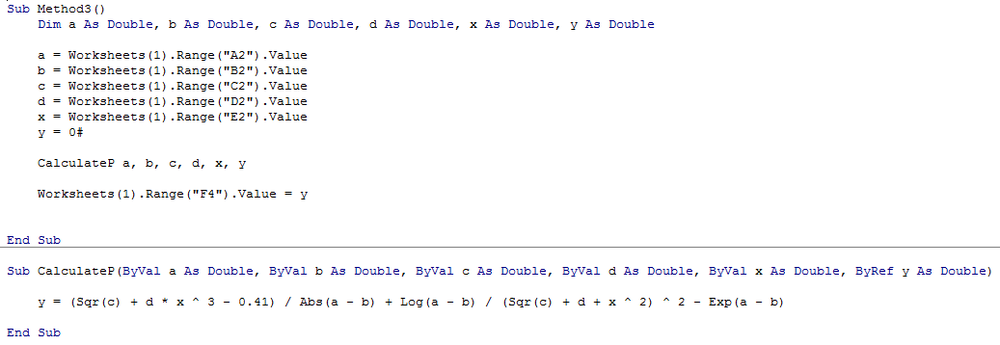 Sub Method3()
Dim a As Double, b As Double, c As Double, d As Double, x As Double, y As Double
a = Worksheets(1).Range("A2").Value
b = Worksheets(1).Range("B2").Value
c = Worksheets(1).Range("C2").Value
d = Worksheets(1).Range("D2").Value
x = Worksheets(1).Range("E2").Value
y = 0#
CalculateP a, b, c, d, x, y
Worksheets(1).Range("F4").Value = y
End Sub
Sub CalculateP(ByVal a As Double, ByVal b As Double, ByVal c As Double, ByVal d As Double, ByVal x As Double, ByRef y As Double)
y = (Sqr(c) + d * x ^ 3 - 0.41) / Abs(a - b) + Log(a - b) / (Sqr(c) + d + x ^ 2) ^ 2 - Exp(a - b)
End Sub